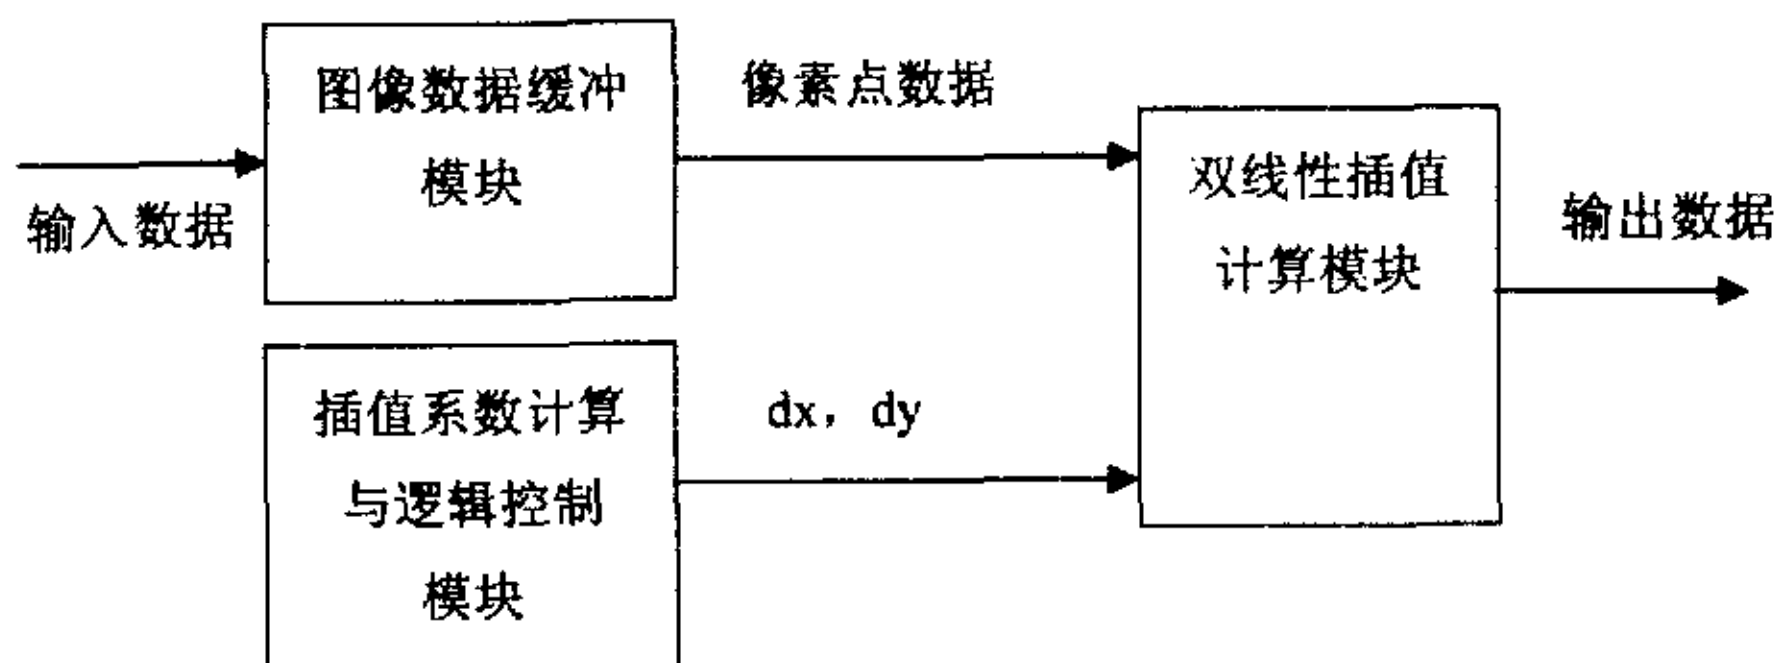 图像数据缓冲
模块
像素点数据
输入数据
双线性插值
计算模块
输出数据
插值系数计算
与逻辑控制
模块
dx，dy